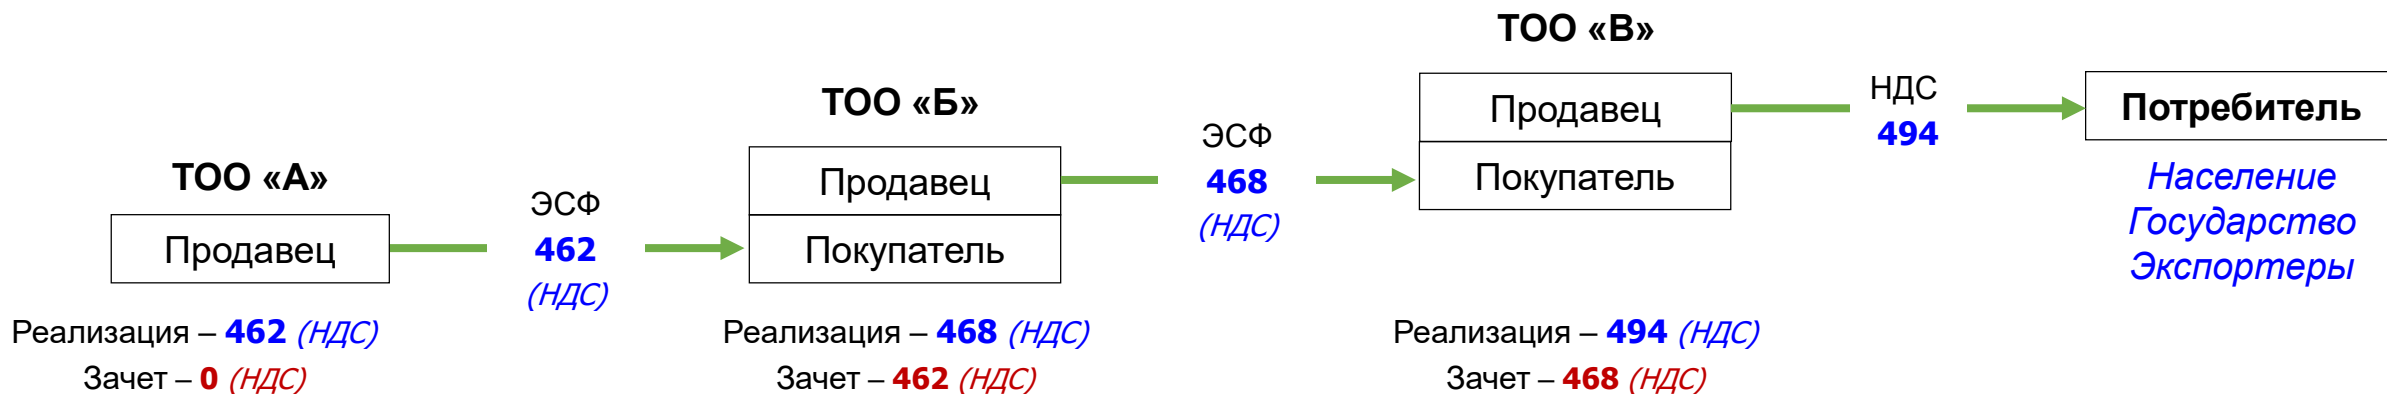 ТОО «А»
Продавец
Реализация – 462 (НДС)
Зачет – 0 (НДС)
ЭСФ
462
(НДС)
ТОО «Б»
Продавец
Покупатель
Реализация – 468 (НДС)
Зачет – 462 (НДС)
ЭСФ
468
(НДС)
ТОО «В»
Продавец
Покупатель
Реализация – 494 (НДС)
Зачет – 468 (НДС)
НДС
494
Потребитель
Население
Государство
Экспортеры